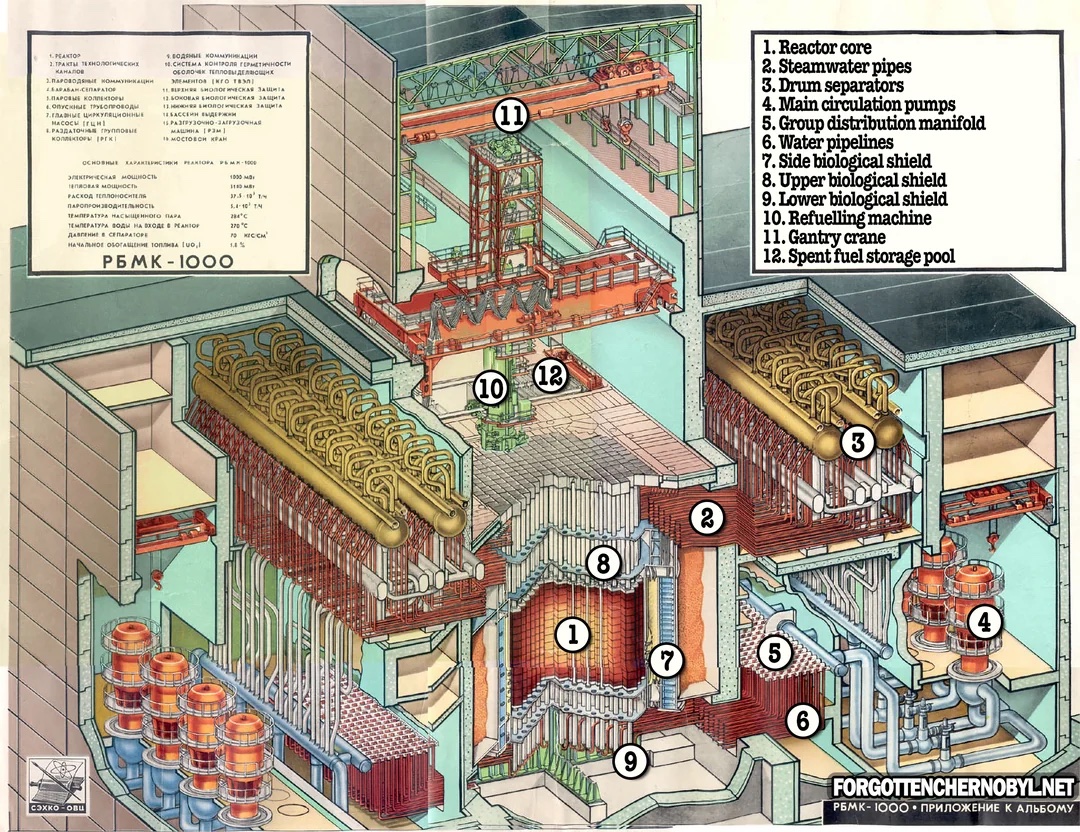 1. РЕАКТОР
2. ТРАКТЫ ТЕХНОЛОГИЧЕСКИХ
КАНАЛОВ
3. ПАРОВОДЯНЫЕ КОММУНИКАЦИИ
4. БАРАБАН-СЕПАРАТОР
5. ПАРОВЫЕ КОЛЛЕКТОРЫ
6. ОПУСКНЫЕ ТРУБОПРОВОДЫ
7. ГЛАВНЫЕ ЦИРКУЛЯЦИОННЫЕ
НАСОСЫ (ГЦН)
8. РАЗДАТОЧНЫЕ ГРУППОВЫЕ
КОЛЛЕКТОРЫ (РГК)
9. ВОДЯНЫЕ КОММУНИКАЦИИ
10. СИСТЕМА КОНТРОЛЯ ГЕРМЕТИЧНОСТИ
ОБОЛОЧЕК ТЕПЛОВЫДЕЛЯЮЩИХ
ЭЛЕМЕНТОВ (КГО ТВЭЛ)
11. ВЕРХНЯЯ БИОЛОГИЧЕСКАЯ ЗАЩИТА
12. БОКОВАЯ БИОЛОГИЧЕСКАЯ ЗАЩИТА
13. НИЖНЯЯ БИОЛОГИЧЕСКАЯ ЗАЩИТА
14. БАССЕЙН ВЫДЕРЖКИ
15. РАЗГРУЗОЧНО-ЗАГРУЗОЧНАЯ
МАШИНА (РЗМ)
16. МОСТОВОЙ КРАН
ОСНОВНЫЕ ХАРАКТЕРИСТИКИ РЕАКТОРА РБМК-1000
ЭЛЕКТРИЧЕСКАЯ МОЩНОСТЬ 1000 МВт
ТЕПЛОВАЯ МОЩНОСТЬ 3140 МВт
РАСХОД ТЕПЛОНОСИТЕЛЯ 37,5·10³ Т/Ч
ПАРОПРОИЗВОДИТЕЛЬНОСТЬ 5,4·10³ Т/Ч
ТЕМПЕРАТУРА НАСЫЩЕННОГО ПАРА 284°С
ТЕМПЕРАТУРА ВОДЫ НА ВХОДЕ В РЕАКТОР 270°С
ДАВЛЕНИЕ В СЕПАРАТОРЕ 70 КГС/СМ²
НАЧАЛЬНОЕ ОБОГАЩЕНИЕ ТОПЛИВА (UO₂) 1,8 %
РБМК-1000
1. Reactor core
2. Steamwater pipes
3. Drum separators
4. Main circulation pumps
5. Group distribution manifold
6. Water pipelines
7. Side biological shield
8. Upper biological shield
9. Lower biological shield
10. Refuelling machine
11. Gantry crane
12. Spent fuel storage pool
11
10
12
3
2
8
1
4
7
5
6
9
СЭХКО-ОВЦ
FORGOTTENCHERNOBYL.NET
РБМК-1000 • ПРИЛОЖЕНИЕ К АЛЬБОМУ